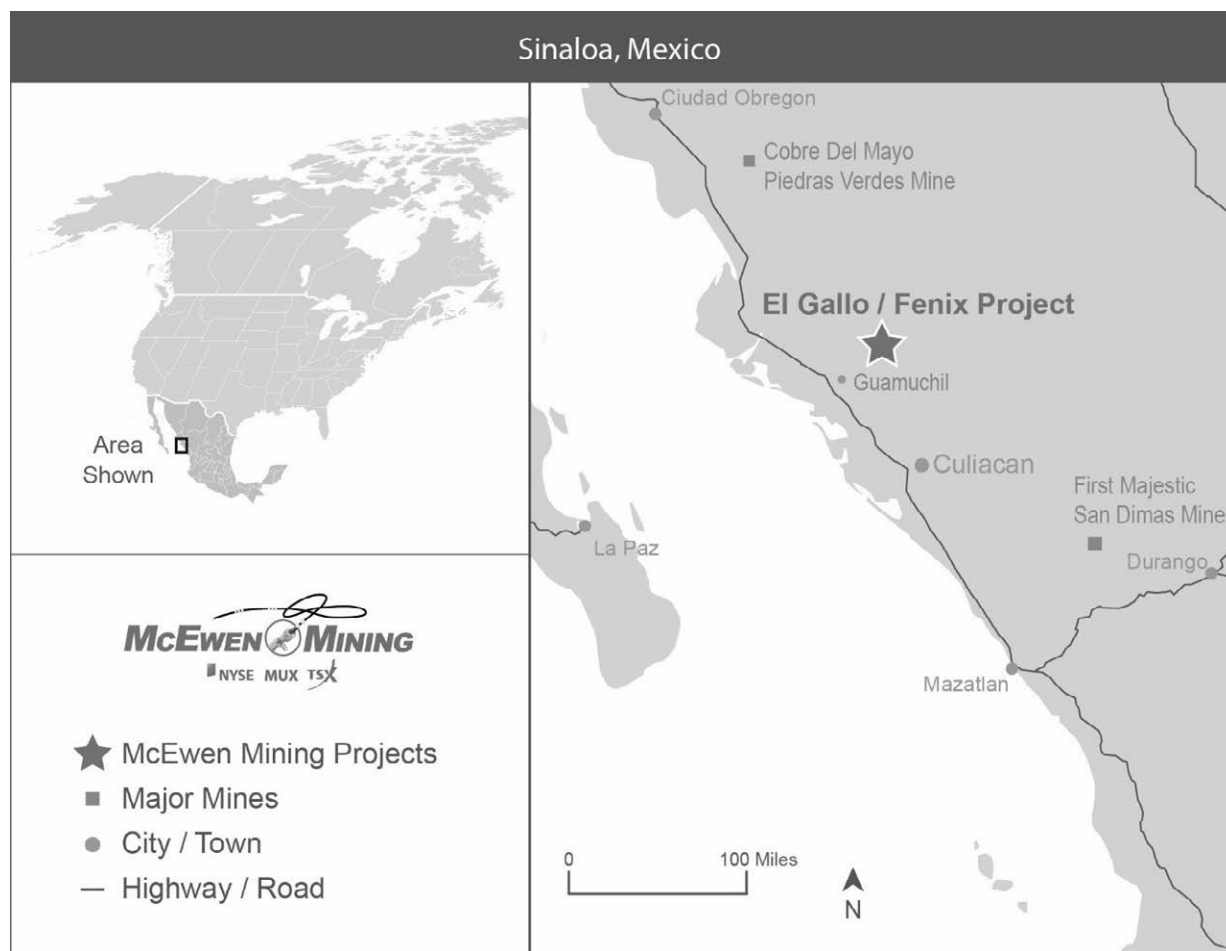 Sinaloa, Mexico
Area
Shown
McEwen Mining
NYSE MUX TSX
McEwen Mining Projects
Major Mines
City / Town
Highway / Road
Ciudad Obregon
Cobre Del Mayo
Piedras Verdes Mine
El Gallo / Fenix Project
Guamuchil
Culiacan
First Majestic
San Dimas Mine
La Paz
Durango
Mazatlan
0 100 Miles
N